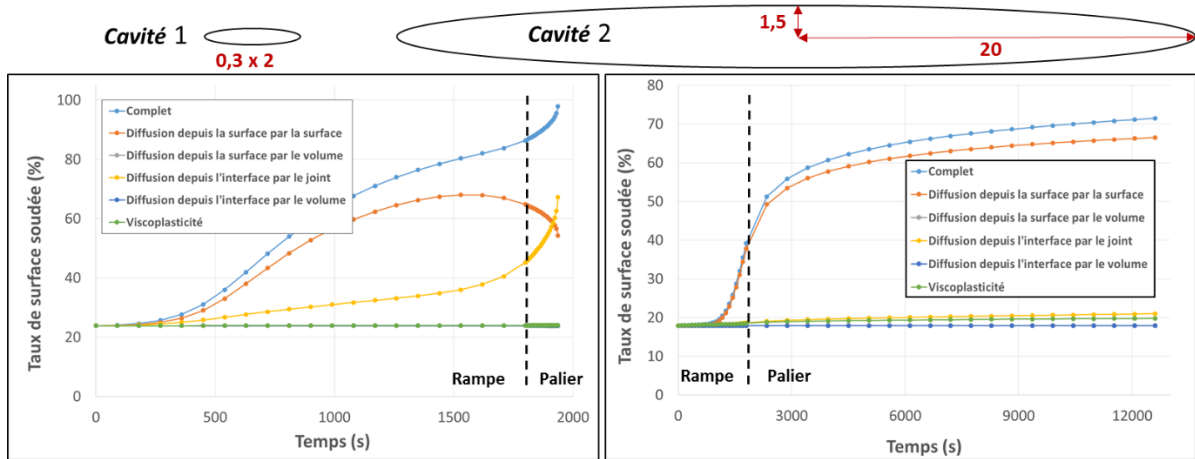 Cavité 1
0,3 x 2
Cavité 2
1,5
20
Taux de surface soudée (%)
100
80
60
40
20
0
Complet
Diffusion depuis la surface par la surface
Diffusion depuis la surface par le volume
Diffusion depuis l'interface par le joint
Diffusion depuis l'interface par le volume
Viscoplasticité
Rampe
Palier
0
500
1000
1500
2000
Temps (s)
Taux de surface soudée (%)
80
70
60
50
40
30
20
10
0
Complet
Diffusion depuis la surface par la surface
Diffusion depuis la surface par le volume
Diffusion depuis l'interface par le joint
Diffusion depuis l'interface par le volume
Viscoplasticité
Rampe
Palier
0
3000
6000
9000
12000
Temps (s)